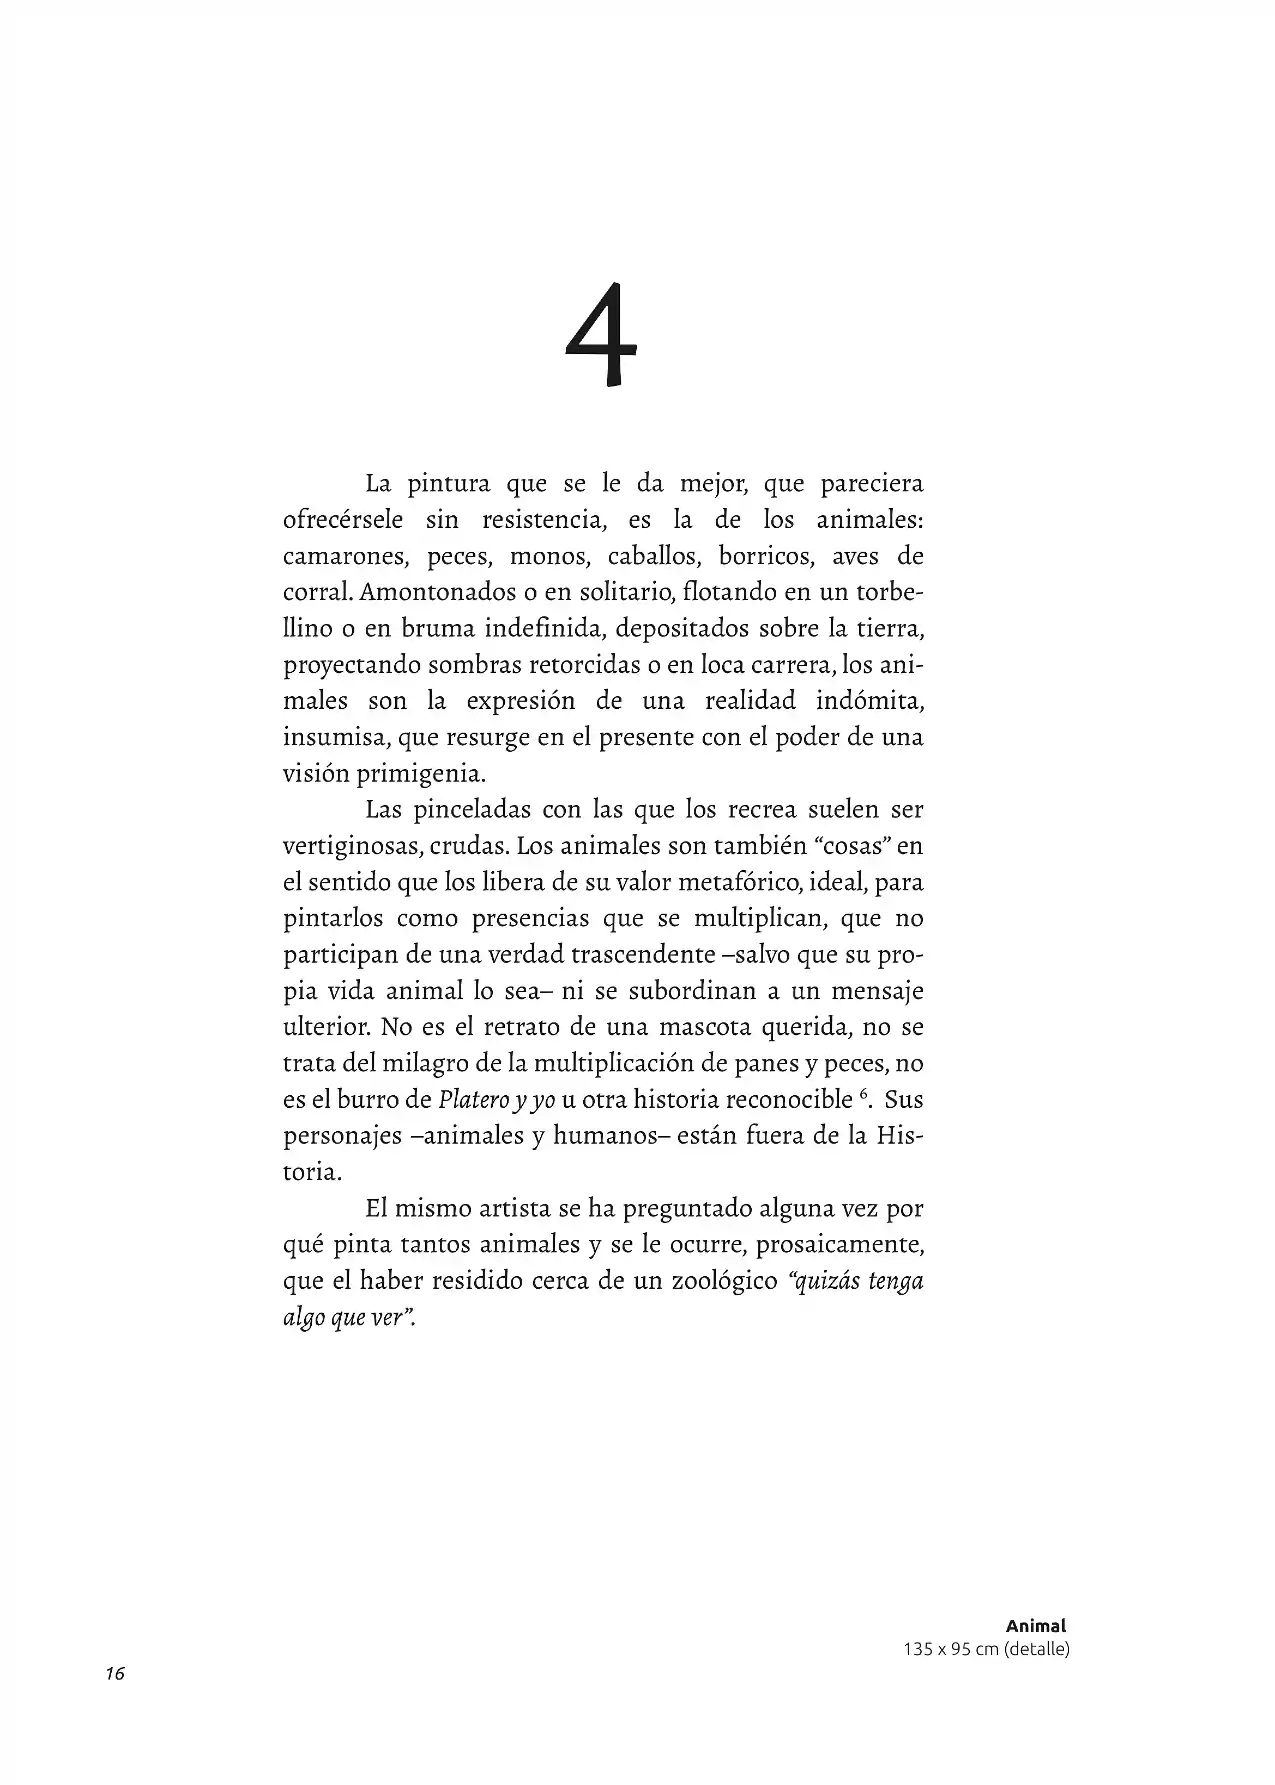 4
La pintura que se le da mejor, que pareciera
ofrecérsele sin resistencia, es la de los animales:
camarones, peces, monos, caballos, borricos, aves de
corral. Amontonados o en solitario, flotando en un torbe-
llino o en bruma indefinida, depositados sobre la tierra,
proyectando sombras retorcidas o en loca carrera, los ani-
males son la expresión de una realidad indómita,
insumisa, que resurge en el presente con el poder de una
visión primigenia.
Las pinceladas con las que los recrea suelen ser
vertiginosas, crudas. Los animales son también “cosas” en
el sentido que los libera de su valor metafórico, ideal, para
pintarlos como presencias que se multiplican, que no
participan de una verdad trascendente –salvo que su pro-
pia vida animal lo sea– ni se subordinan a un mensaje
ulterior. No es el retrato de una mascota querida, no se
trata del milagro de la multiplicación de panes y peces, no
es el burro de Platero y yo u otra historia reconocible ⁶. Sus
personajes –animales y humanos– están fuera de la His-
toria.
El mismo artista se ha preguntado alguna vez por
qué pinta tantos animales y se le ocurre, prosaicamente,
que el haber residido cerca de un zoológico “quizás tenga
algo que ver”.
Animal
135 x 95 cm (detalle)
16